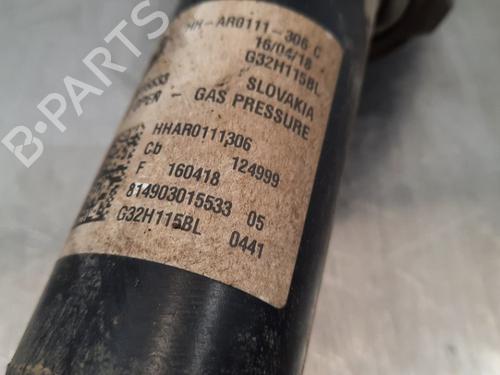 HH-AR0111-306 C
16/04/18
G32H115BL
SLOVAKIA
- GAS PRESSURE
HHAR0111306
Cb 124999
F 160418
814903015533 05
G32H115BL 0441
B-PARTS